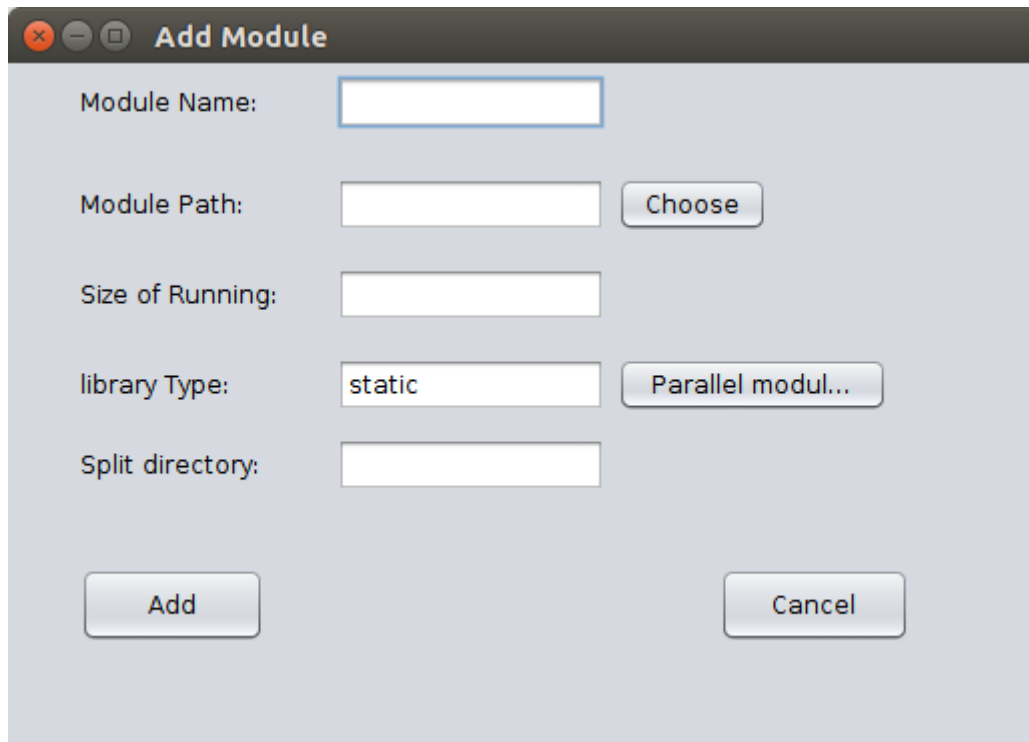 Add Module
Module Name:
Module Path: Choose
Size of Running:
library Type: static Parallel modul...
Split directory:
Add Cancel